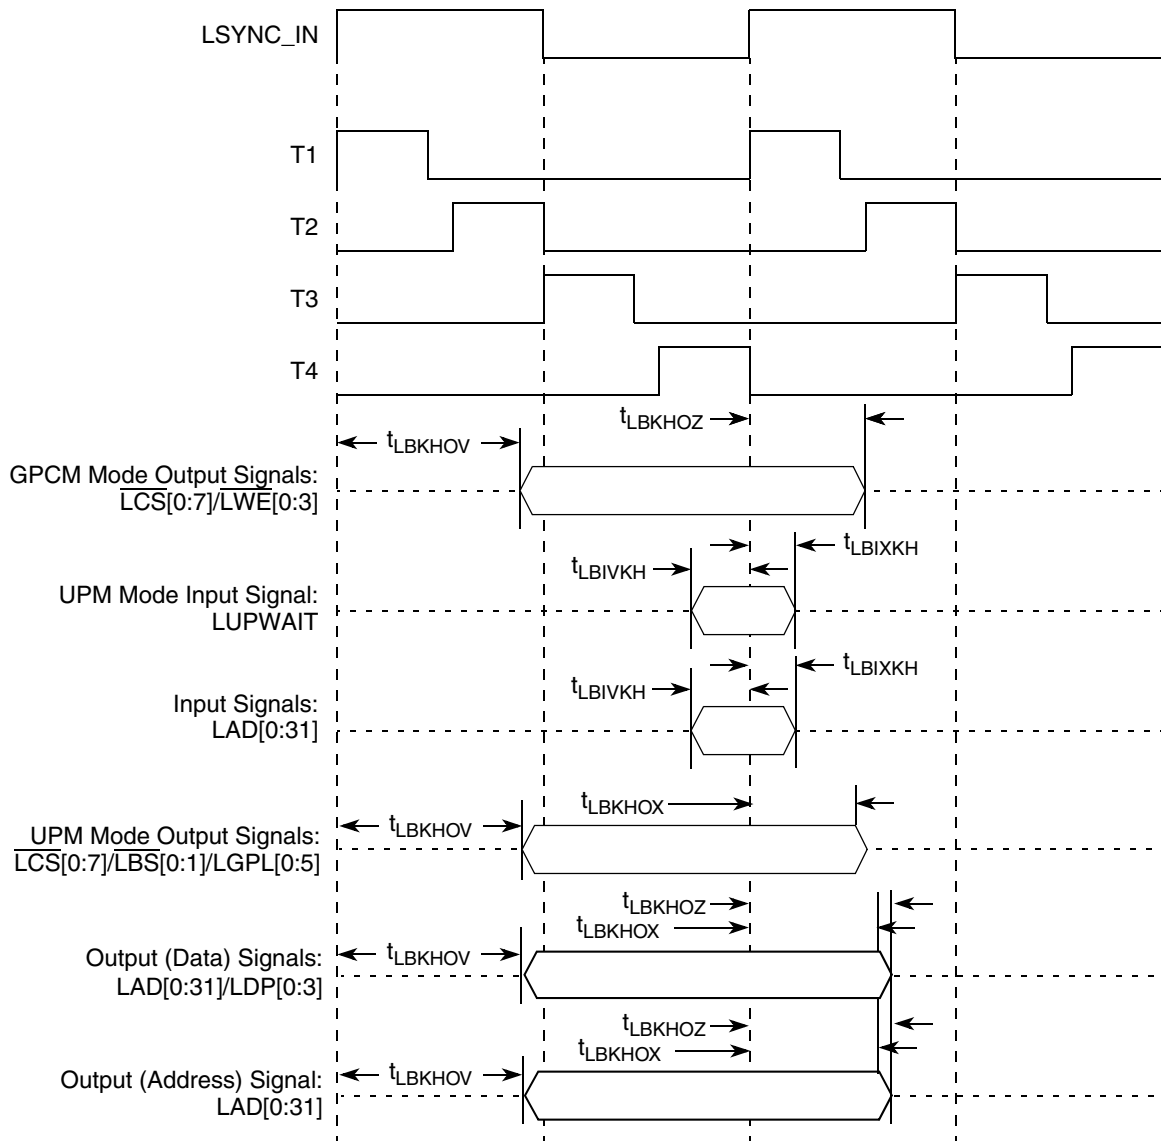 LSYNC_IN
T1
T2
T3
T4
tLBKHOZ
tLBKHOV
GPCM Mode Output Signals:
LCS[0:7]/LWE[0:3]
tLBIXKH
tLBIVKH
UPM Mode Input Signal:
LUPWAIT
tLBIXKH
tLBIVKH
Input Signals:
LAD[0:31]
tLBKHOX
tLBKHOV
UPM Mode Output Signals:
LCS[0:7]/LBS[0:1]/LGPL[0:5]
tLBKHOZ
tLBKHOX
tLBKHOV
Output (Data) Signals:
LAD[0:31]/LDP[0:3]
tLBKHOZ
tLBKHOX
tLBKHOV
Output (Address) Signal:
LAD[0:31]